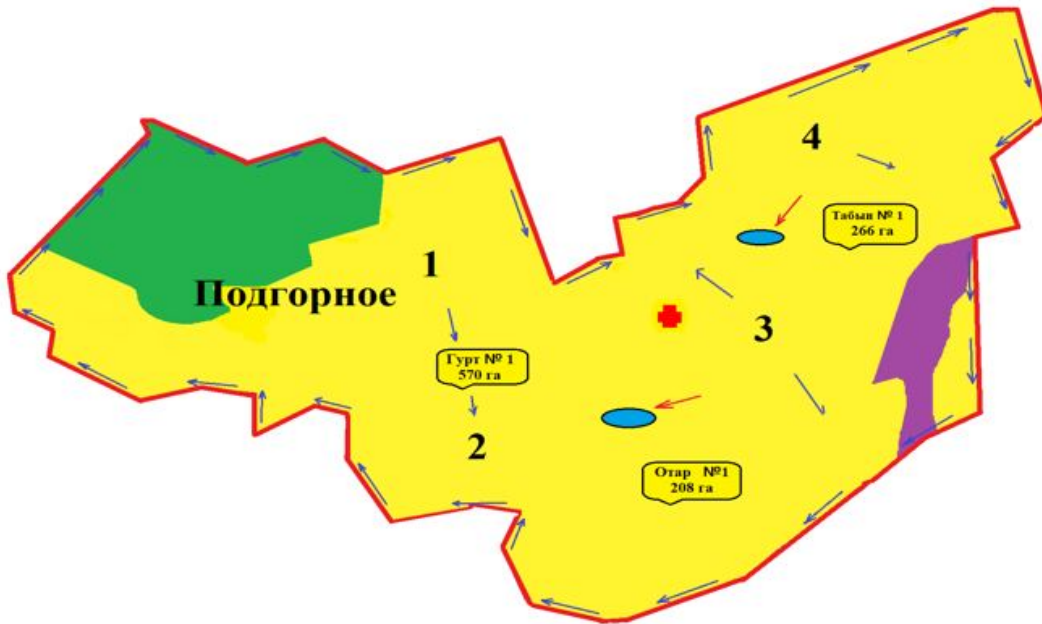 4
Табын № 1
266 га
1
Подгорное
3
Гурт № 1
570 га
2
Отар №1
208 га